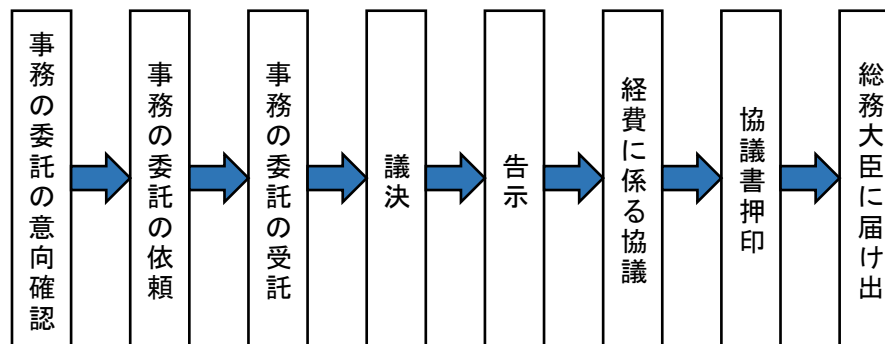 事務の委託の意向確認
事務の委託の依頼
事務の委託の受託
議決
告示
経費に係る協議
協議書押印
総務大臣に届け出